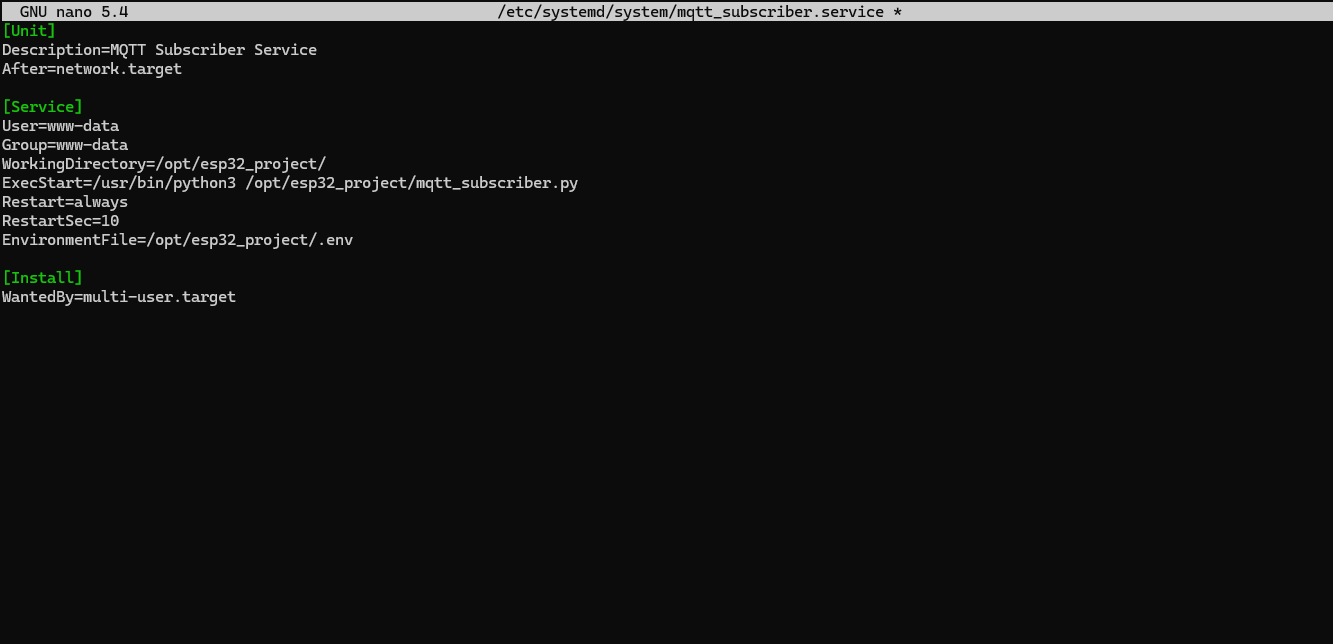 GNU nano 5.4 /etc/systemd/system/mqtt_subscriber.service *
[Unit]
Description=MQTT Subscriber Service
After=network.target
[Service]
User=www-data
Group=www-data
WorkingDirectory=/opt/esp32_project/
ExecStart=/usr/bin/python3 /opt/esp32_project/mqtt_subscriber.py
Restart=always
RestartSec=10
EnvironmentFile=/opt/esp32_project/.env
[Install]
WantedBy=multi-user.target